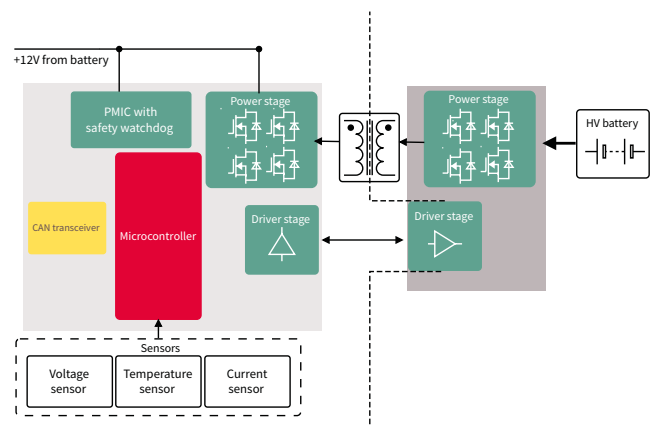 +12V from battery
PMIC with
safety watchdog
Power stage
Power stage
HV battery
CAN transceiver
Microcontroller
Driver stage
Driver stage
Sensors
Voltage
sensor
Temperature
sensor
Current
sensor